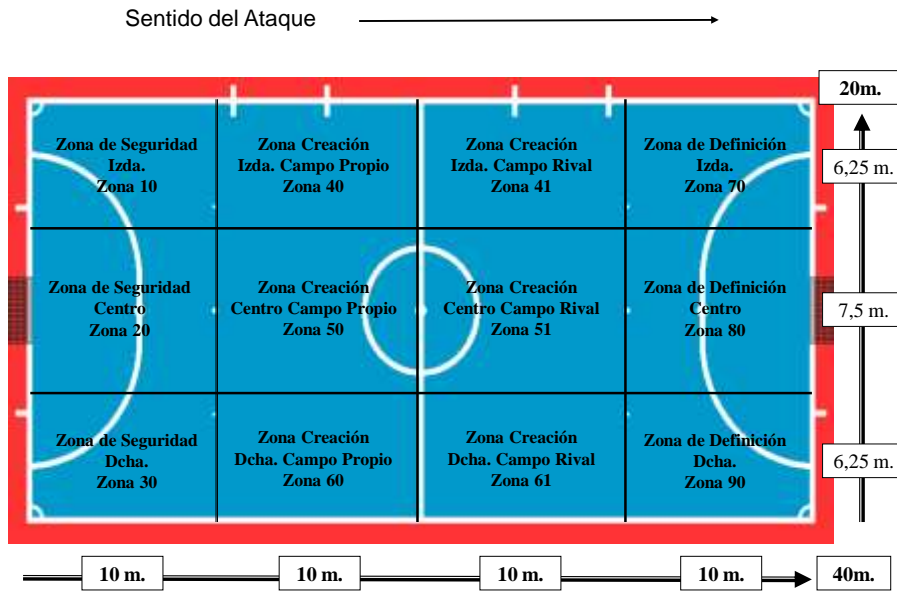 Sentido del Ataque
20m.
Zona de Seguridad
Izda.
Zona 10
Zona Creación
Izda. Campo Propio
Zona 40
Zona Creación
Izda. Campo Rival
Zona 41
Zona de Definición
Izda.
Zona 70
6,25 m.
Zona de Seguridad
Centro
Zona 20
Zona Creación
Centro Campo Propio
Zona 50
Zona Creación
Centro Campo Rival
Zona 51
Zona de Definición
Centro
Zona 80
7,5 m.
Zona de Seguridad
Dcha.
Zona 30
Zona Creación
Dcha. Campo Propio
Zona 60
Zona Creación
Dcha. Campo Rival
Zona 61
Zona de Definición
Dcha.
Zona 90
6,25 m.
10 m.
10 m.
10 m.
10 m.
40m.